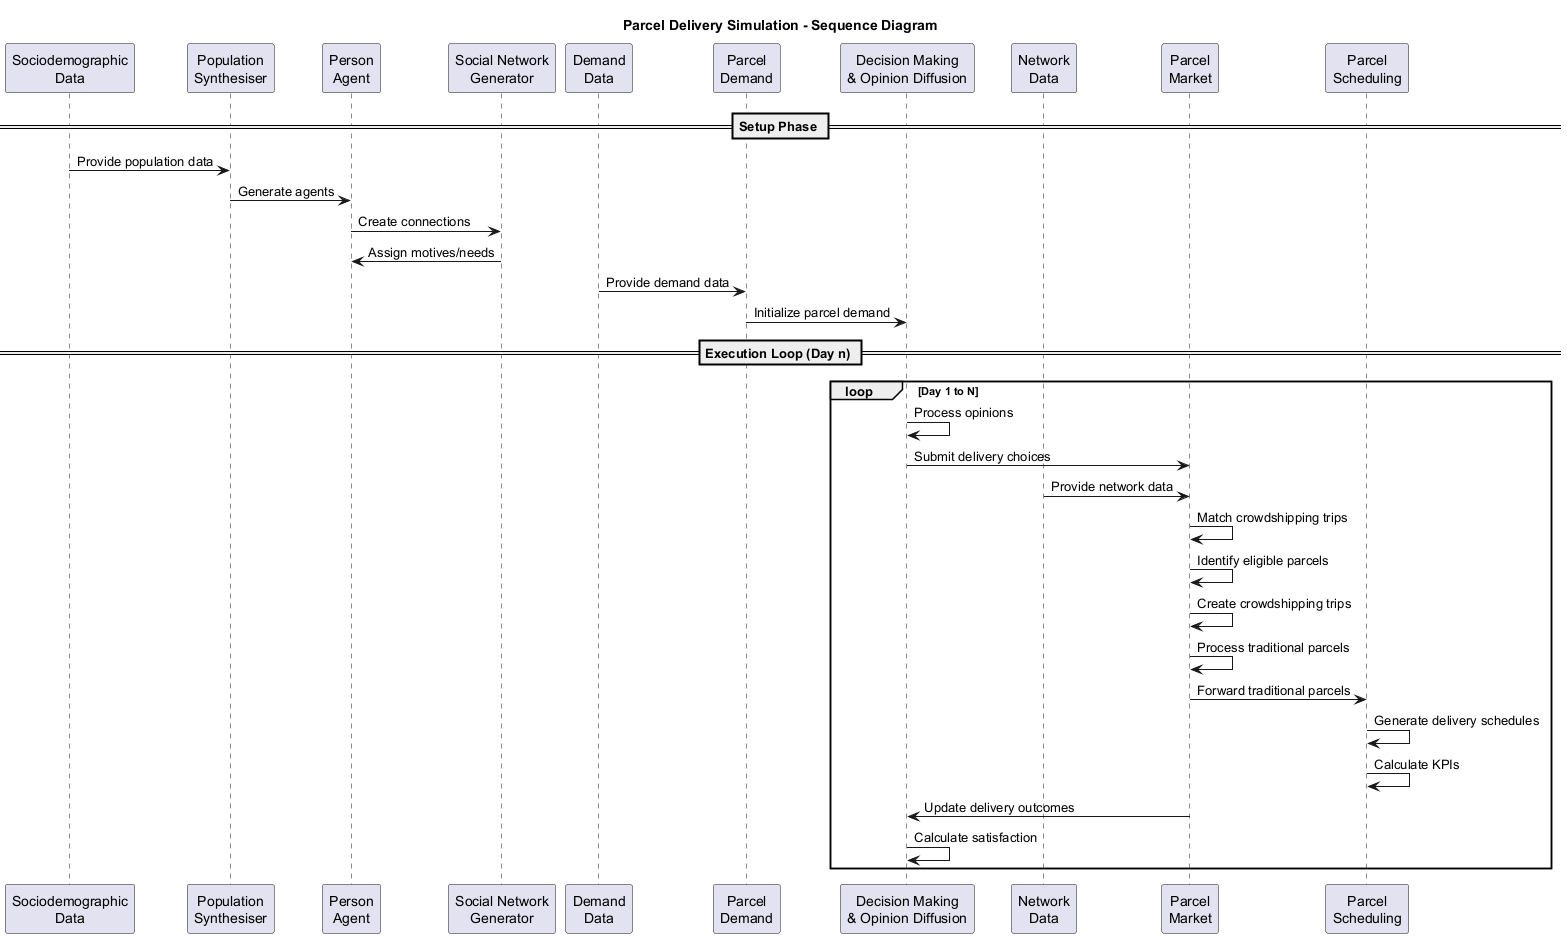 Parcel Delivery Simulation - Sequence Diagram
Sociodemographic
Data
Population
Synthesiser
Person
Agent
Social Network
Generator
Demand
Data
Parcel
Demand
Decision Making
& Opinion Diffusion
Network
Data
Parcel
Market
Parcel
Scheduling
Setup Phase
Provide population data
Generate agents
Create connections
Assign motives/needs
Provide demand data
Initialize parcel demand
Execution Loop (Day n)
loop [Day 1 to N]
Process opinions
Submit delivery choices
Provide network data
Match crowdshipping trips
Identify eligible parcels
Create crowdshipping trips
Process traditional parcels
Forward traditional parcels
Generate delivery schedules
Calculate KPIs
Update delivery outcomes
Calculate satisfaction
Sociodemographic
Data
Population
Synthesiser
Person
Agent
Social Network
Generator
Demand
Data
Parcel
Demand
Decision Making
& Opinion Diffusion
Network
Data
Parcel
Market
Parcel
Scheduling